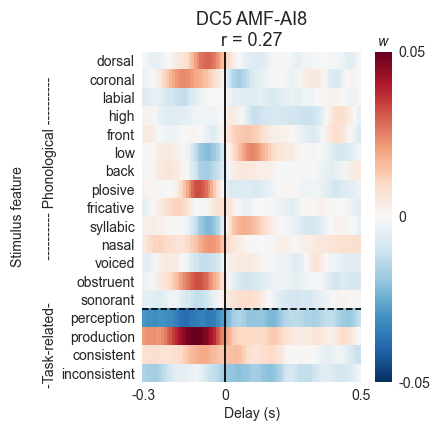 DC5 AMF-AI8
r = 0.27
w
dorsal
coronal
labial
high
front
low
back
plosive
fricative
syllabic
nasal
voiced
obstruent
sonorant
perception
production
consistent
inconsistent
Stimulus feature
---------- Phonological ----------
-Task-related-
-0.3
0
0.5
Delay (s)
0.05
0
-0.05